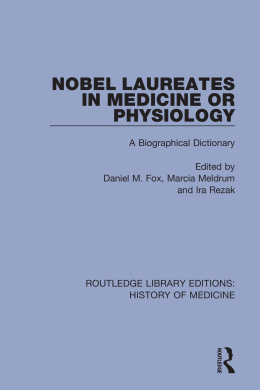 NOBEL LAUREATES
IN MEDICINE OR
PHYSIOLOGY
A Biographical Dictionary
Edited by
Daniel M. Fox, Marcia Meldrum
and Ira Rezak
ROUTLEDGE LIBRARY EDITIONS:
HISTORY OF MEDICINE
ROUTLEDGE